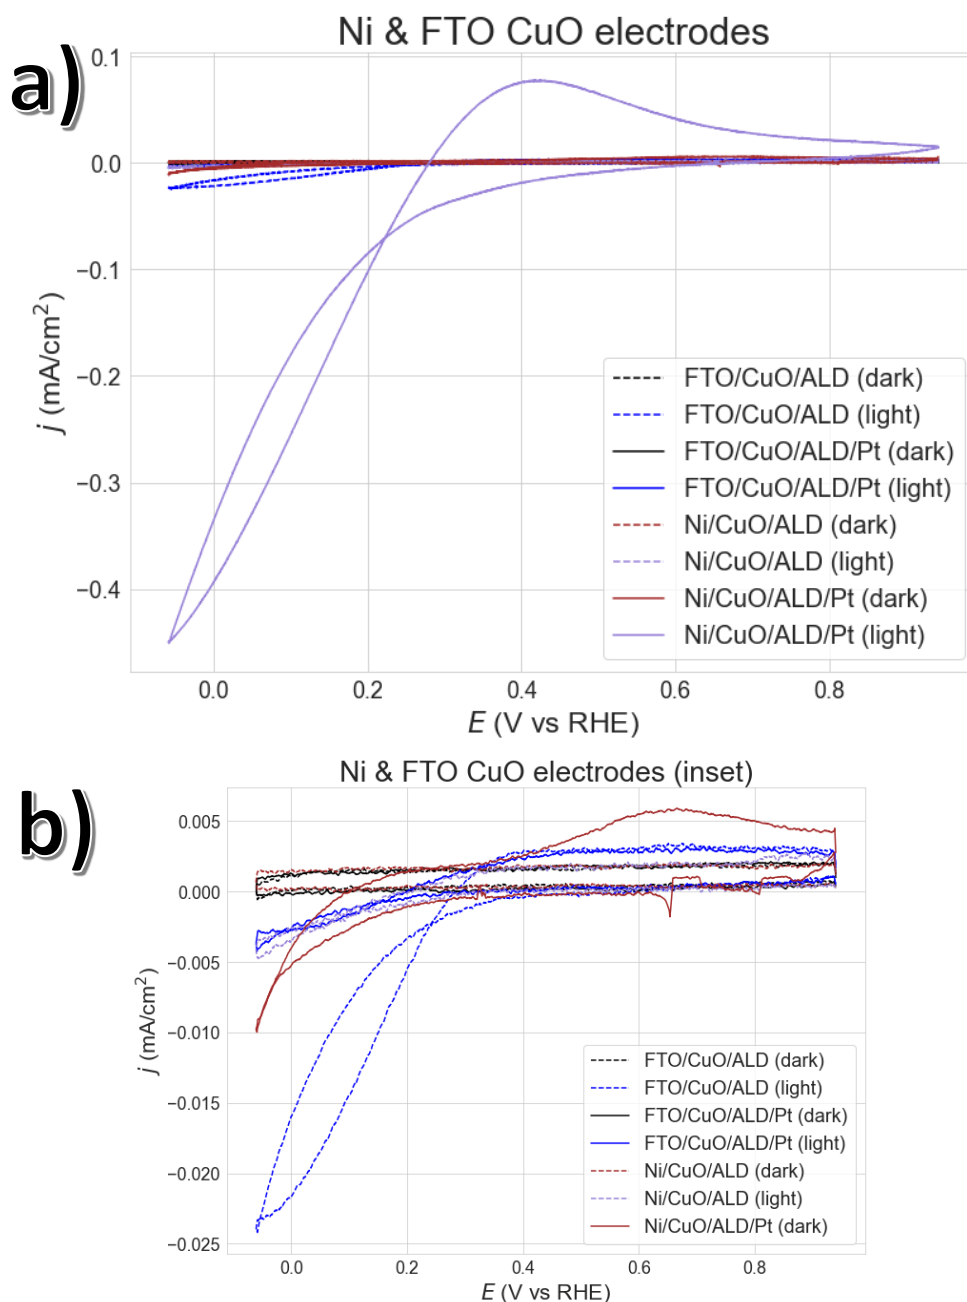 a)
Ni & FTO CuO electrodes
0.1
0.0
−0.1
−0.2
−0.3
−0.4
j (mA/cm²)
FTO/CuO/ALD (dark)
FTO/CuO/ALD (light)
FTO/CuO/ALD/Pt (dark)
FTO/CuO/ALD/Pt (light)
Ni/CuO/ALD (dark)
Ni/CuO/ALD (light)
Ni/CuO/ALD/Pt (dark)
Ni/CuO/ALD/Pt (light)
0.0 0.2 0.4 0.6 0.8
E (V vs RHE)
b)
Ni & FTO CuO electrodes (inset)
0.005
0.000
−0.005
−0.010
−0.015
−0.020
−0.025
j (mA/cm²)
FTO/CuO/ALD (dark)
FTO/CuO/ALD (light)
FTO/CuO/ALD/Pt (dark)
FTO/CuO/ALD/Pt (light)
Ni/CuO/ALD (dark)
Ni/CuO/ALD (light)
Ni/CuO/ALD/Pt (dark)
0.0 0.2 0.4 0.6 0.8
E (V vs RHE)